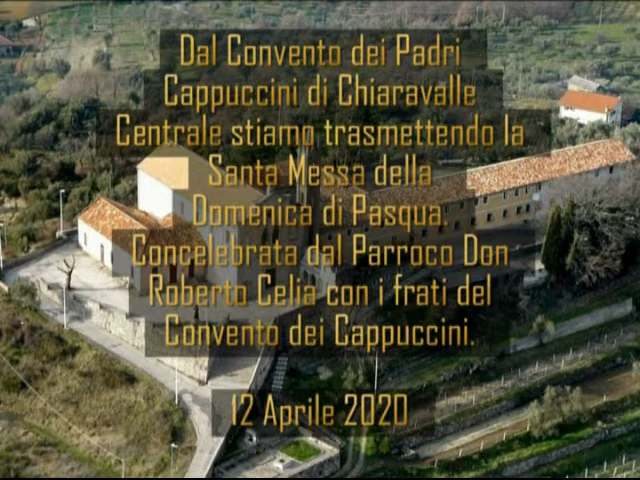 Dal Convento dei Padri
Cappuccini di Chiaravalle
Centrale stiamo trasmettendo la
Santa Messa della
Domenica di Pasqua.
Concelebrata dal Parroco Don
Roberto Celia con i frati del
Convento dei Cappuccini.
12 Aprile 2020